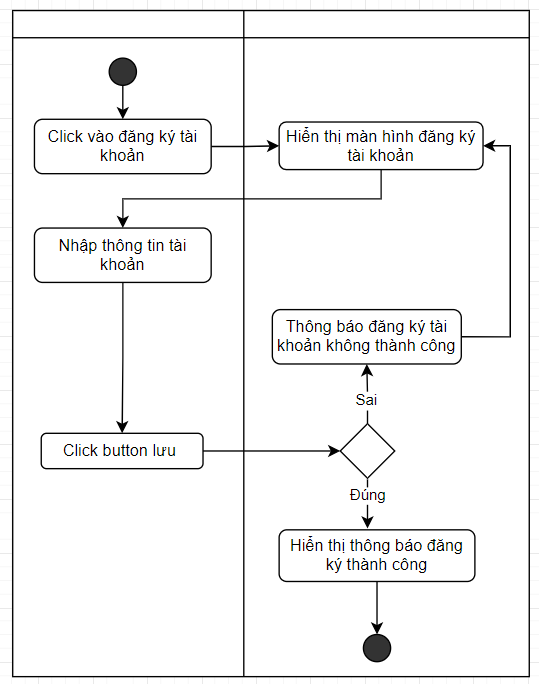 Click vào đăng ký tài
khoản
Hiển thị màn hình đăng ký
tài khoản
Nhập thông tin tài
khoản
Thông báo đăng ký tài
khoản không thành công
Sai
Click button lưu
Đúng
Hiển thị thông báo đăng
ký thành công